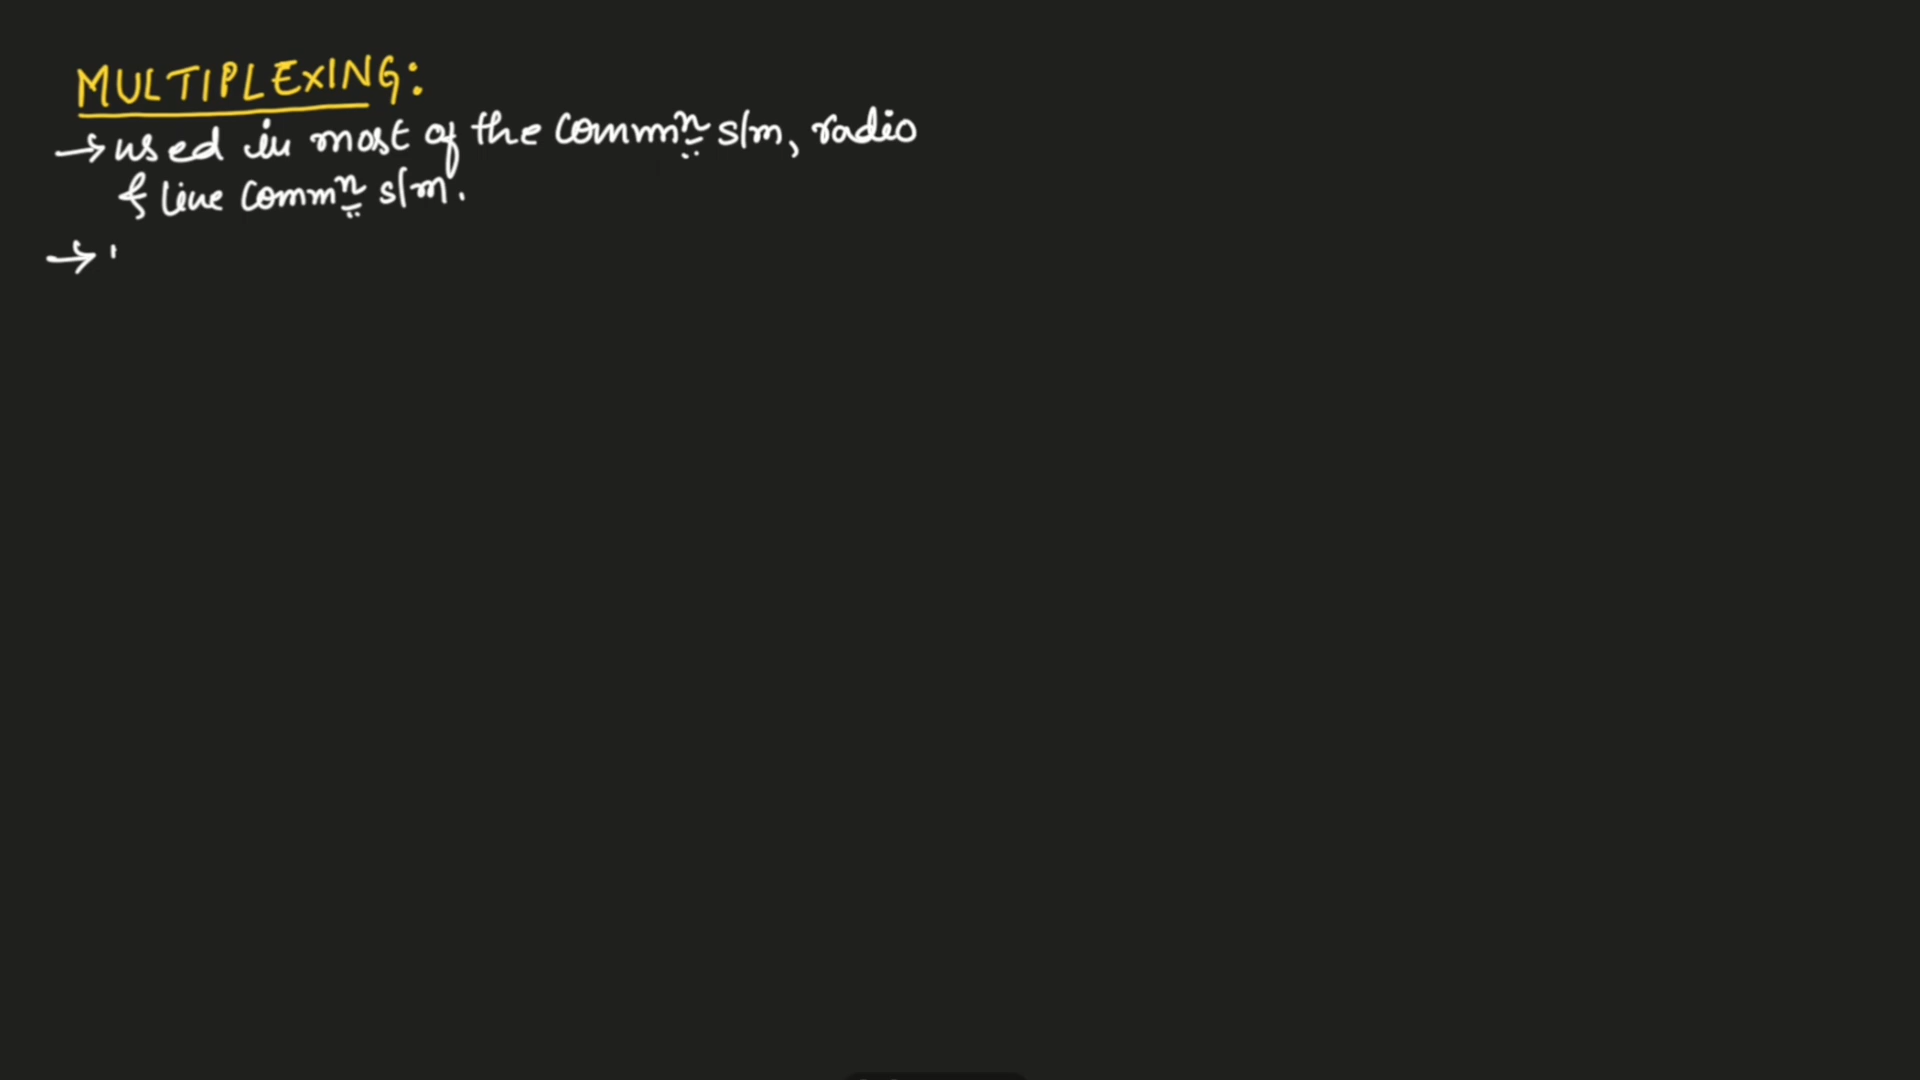 MULTIPLEXING:
→ used in most of the Commⁿ s/m, radio
& line Commⁿ s/m.
→